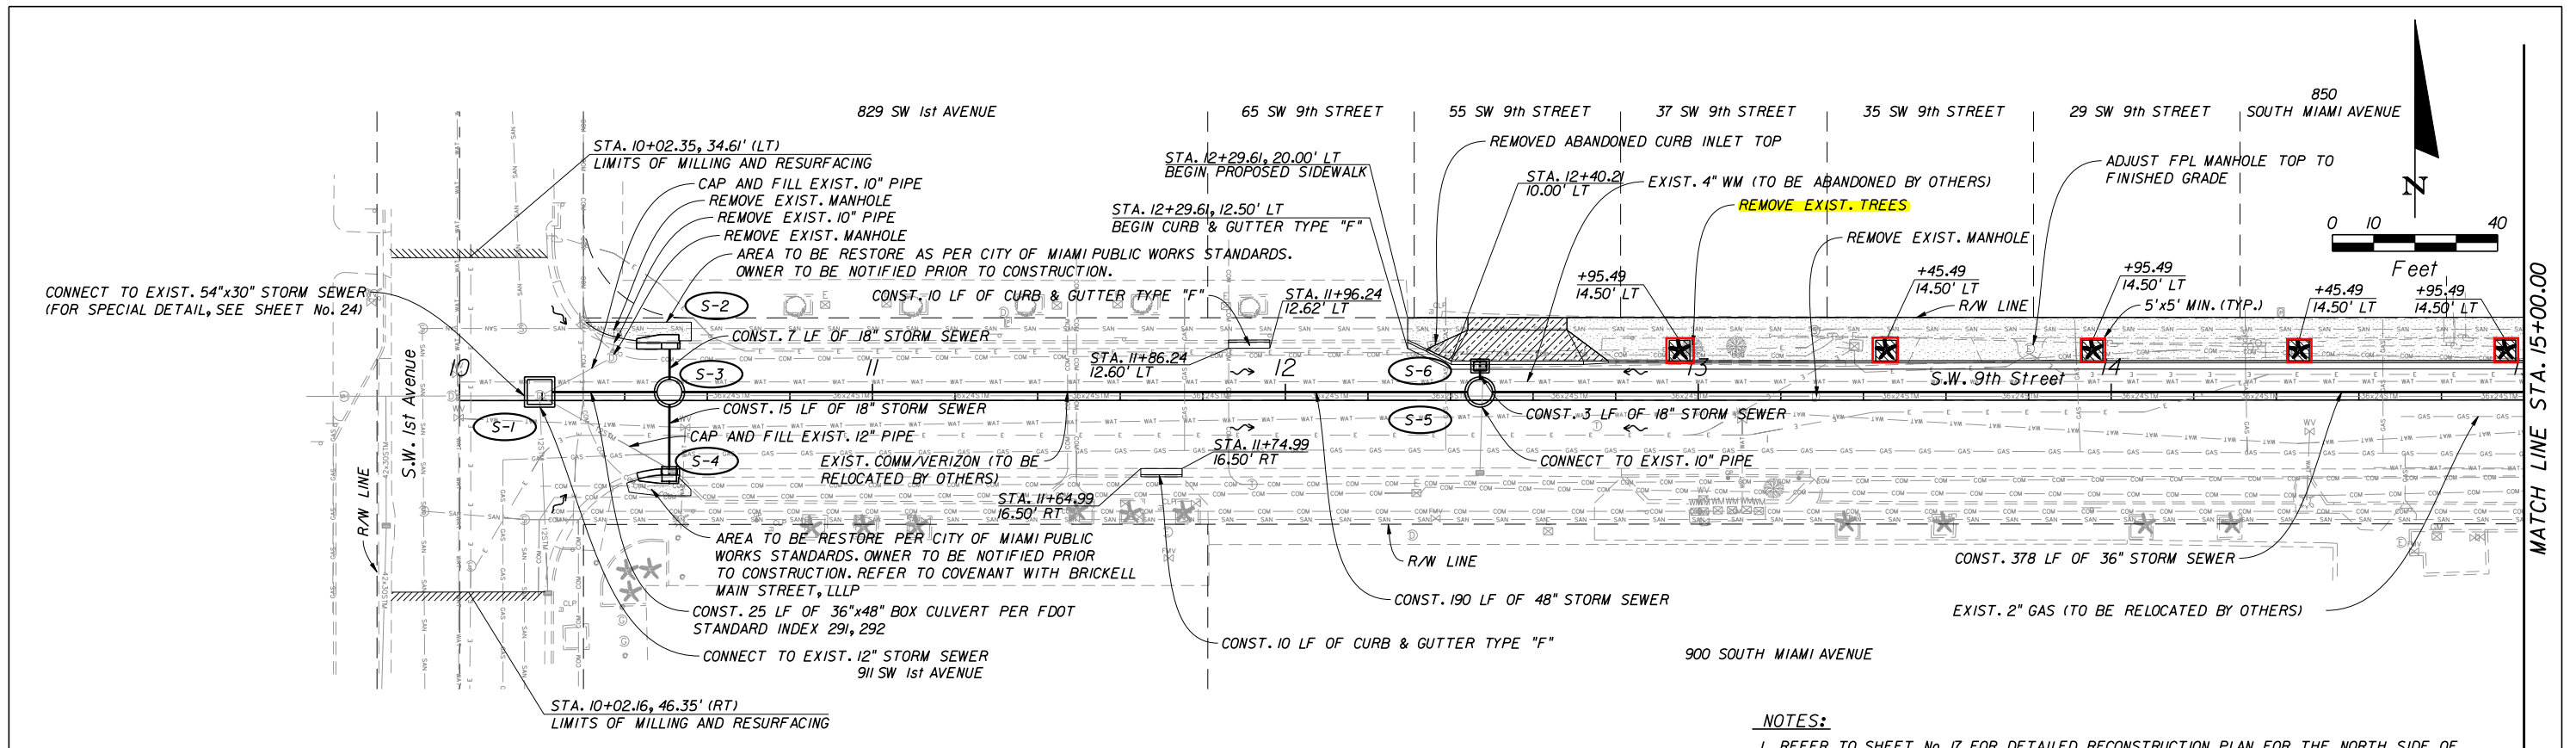 829 SW 1st AVENUE
65 SW 9th STREET
55 SW 9th STREET
37 SW 9th STREET
35 SW 9th STREET
29 SW 9th STREET
850
SOUTH MIAMI AVENUE
STA. 10+02.35, 34.61' (LT)
LIMITS OF MILLING AND RESURFACING
CAP AND FILL EXIST. 10" PIPE
REMOVE EXIST. MANHOLE
REMOVE EXIST. 10" PIPE
REMOVE EXIST. MANHOLE
AREA TO BE RESTORE AS PER CITY OF MIAMI PUBLIC WORKS STANDARDS.
OWNER TO BE NOTIFIED PRIOR TO CONSTRUCTION.
STA. 12+29.61, 20.00' LT
BEGIN PROPOSED SIDEWALK
STA. 12+29.61, 12.50' LT
BEGIN CURB & GUTTER TYPE "F"
REMOVED ABANDONED CURB INLET TOP
STA. 12+40.21
10.00' LT
EXIST. 4" WM (TO BE ABANDONED BY OTHERS)
REMOVE EXIST. TREES
REMOVE EXIST. MANHOLE
ADJUST FPL MANHOLE TOP TO
FINISHED GRADE
N
0 10 40
Feet
CONNECT TO EXIST. 54"x30" STORM SEWER
(FOR SPECIAL DETAIL, SEE SHEET No. 24)
S-2
CONST. 10 LF OF CURB & GUTTER TYPE "F"
STA. 11+96.24
12.62' LT
+95.49
14.50' LT
+45.49
14.50' LT
R/W LINE
+95.49
14.50' LT
5'x5' MIN. (TYP.)
+45.49
14.50' LT
+95.49
14.50' LT
CONST. 7 LF OF 18" STORM SEWER
STA. 11+86.24
12.60' LT
S-3
S-6
10
11
12
13
14
S.W. 9th Street
S.W. 1st Avenue
R/W LINE
MATCH LINE STA. 15+00.00
S-1
CONST. 15 LF OF 18" STORM SEWER
S-5
CONST. 3 LF OF 18" STORM SEWER
CAP AND FILL EXIST. 12" PIPE
S-4
STA. 11+74.99
16.50' RT
EXIST. COMM/VERIZON (TO BE
RELOCATED BY OTHERS)
CONNECT TO EXIST. 10" PIPE
STA. 11+64.99
16.50' RT
AREA TO BE RESTORE PER CITY OF MIAMI PUBLIC
WORKS STANDARDS. OWNER TO BE NOTIFIED PRIOR
TO CONSTRUCTION. REFER TO COVENANT WITH BRICKELL
MAIN STREET, LLLP
R/W LINE
CONST. 378 LF OF 36" STORM SEWER
CONST. 190 LF OF 48" STORM SEWER
CONST. 25 LF OF 36"x48" BOX CULVERT PER FDOT
STANDARD INDEX 291, 292
EXIST. 2" GAS (TO BE RELOCATED BY OTHERS)
CONST. 10 LF OF CURB & GUTTER TYPE "F"
CONNECT TO EXIST. 12" STORM SEWER
911 SW 1st AVENUE
900 SOUTH MIAMI AVENUE
STA. 10+02.16, 46.35' (RT)
LIMITS OF MILLING AND RESURFACING
NOTES:
1. REFER TO SHEET No. 17 FOR DETAILED RECONSTRUCTION PLAN FOR THE NORTH SIDE OF